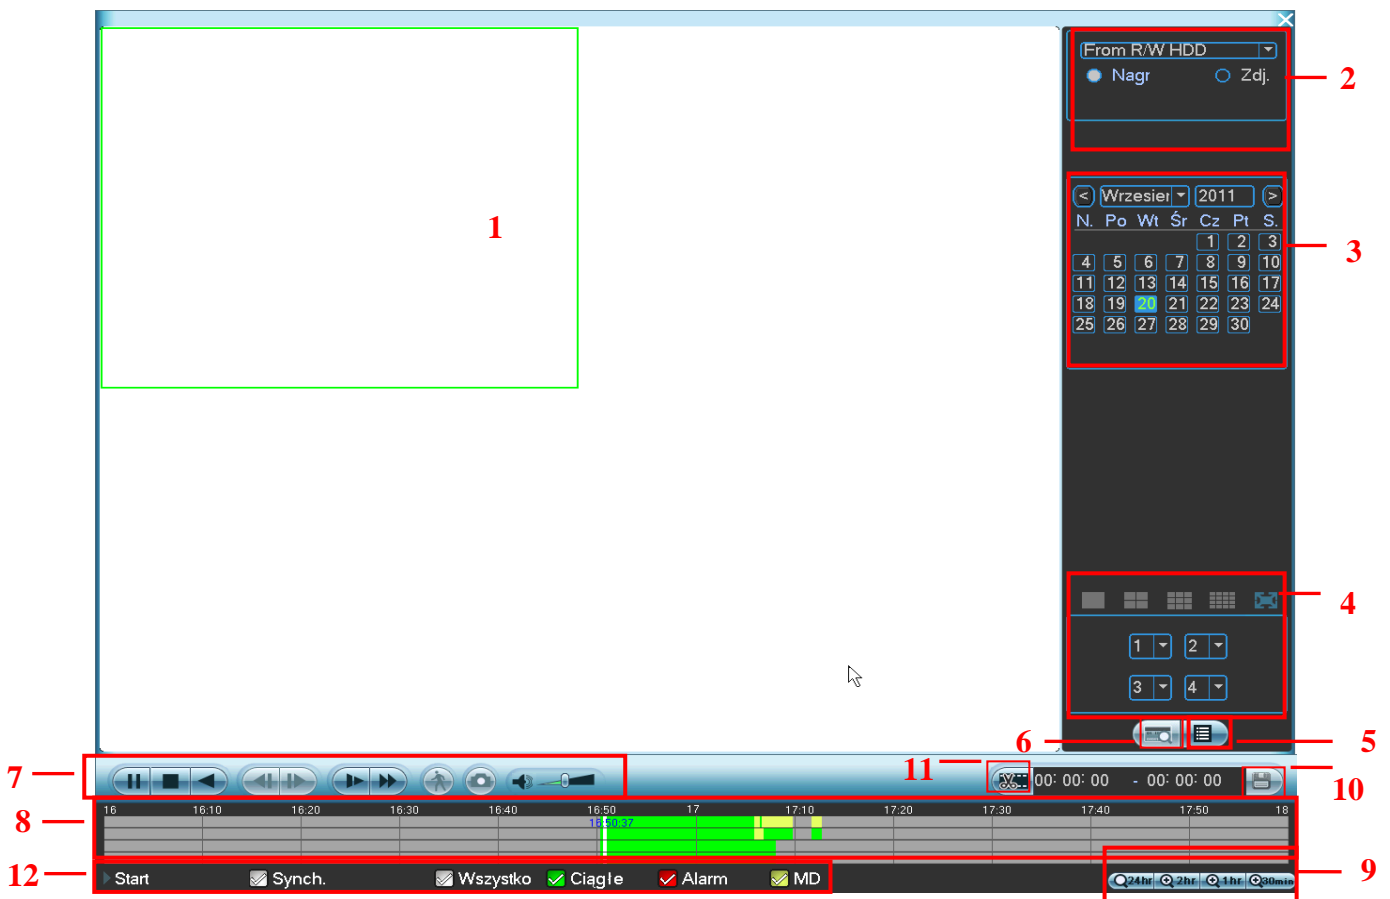 From R/W HDD
Nagr Zdj.
2
< Wrzesier 2011 >
N. Po Wt Śr Cz Pt S.
1 2 3
4 5 6 7 8 9 10
11 12 13 14 15 16 17
18 19 20 21 22 23 24
25 26 27 28 29 30
3
1
4
1 2
3 4
6
5
7
11
00: 00: 00 - 00: 00: 00
10
16 16:10 16:20 16:30 16:40 16:50 17 17:10 17:20 17:30 17:40 17:50 18
16:50:37
8
12
Start Synch. Wszystko Ciągłe Alarm MD
24hr 2hr 1hr 30min
9